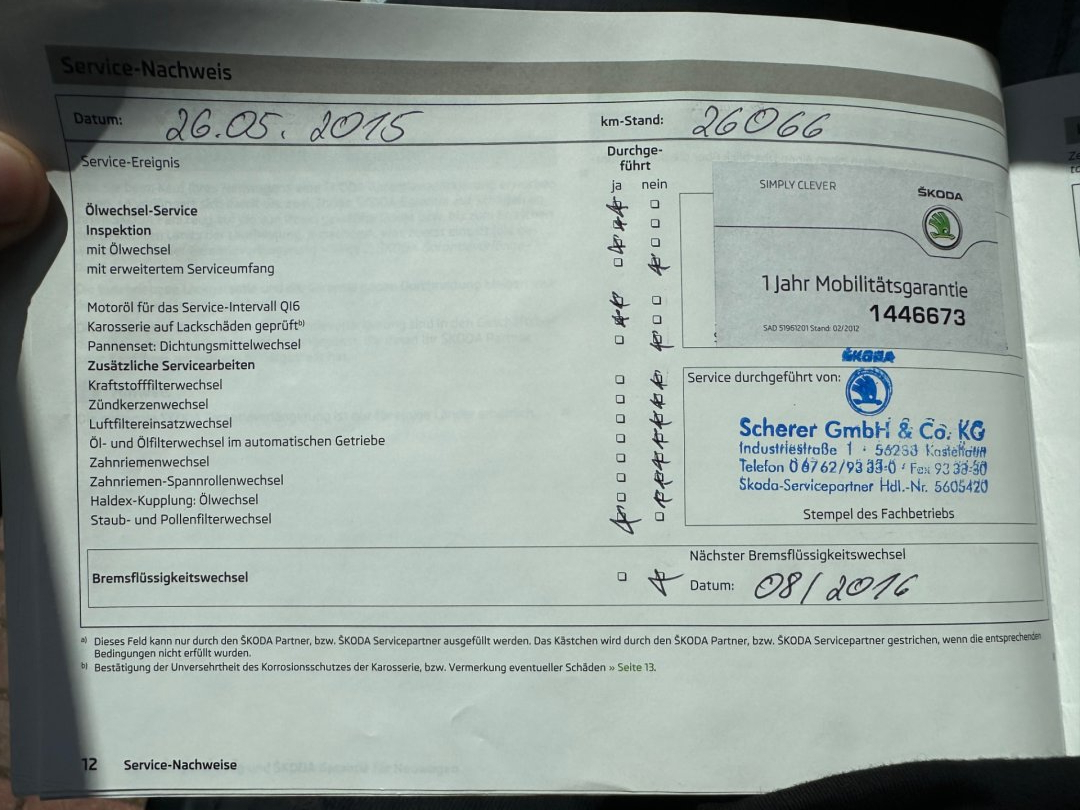 Service-Nachweis
Datum: 26.05.2015 km-Stand: 26066
Service-Ereignis
Durchge-
führt
ja nein
Ölwechsel-Service
Inspektion
mit Ölwechsel
mit erweitertem Serviceumfang
Motoröl für das Service-Intervall QI6
Karosserie auf Lackschäden geprüft b)
Pannenset: Dichtungsmittelwechsel
Zusätzliche Servicearbeiten
Kraftstofffilterwechsel
Zündkerzenwechsel
Luftfiltereinsatzwechsel
Öl- und Ölfilterwechsel im automatischen Getriebe
Zahnriemenwechsel
Zahnriemen-Spannrollenwechsel
Haldex-Kupplung: Ölwechsel
Staub- und Pollenfilterwechsel
SIMPLY CLEVER
ŠKODA
1 Jahr Mobilitätsgarantie
1446673
SAD 51961201 Stand: 02/2012
ŠKODA
Service durchgeführt von:
Scherer GmbH & Co. KG
Industriestraße 1 · 56288 Kastellaun
Telefon 06762/93 33-0 · Fax 93 33-30
Skoda-Servicepartner Hdl.-Nr. 5605420
Stempel des Fachbetriebs
Bremsflüssigkeitswechsel
Nächster Bremsflüssigkeitswechsel
Datum: 08/2016
a) Dieses Feld kann nur durch den ŠKODA Partner, bzw. ŠKODA Servicepartner ausgefüllt werden. Das Kästchen wird durch den ŠKODA Partner, bzw. ŠKODA Servicepartner gestrichen, wenn die entsprechenden
Bedingungen nicht erfüllt wurden.
b) Bestätigung der Unversehrtheit des Korrosionsschutzes der Karosserie, bzw. Vermerkung eventueller Schäden » Seite 13.
12 Service-Nachweise